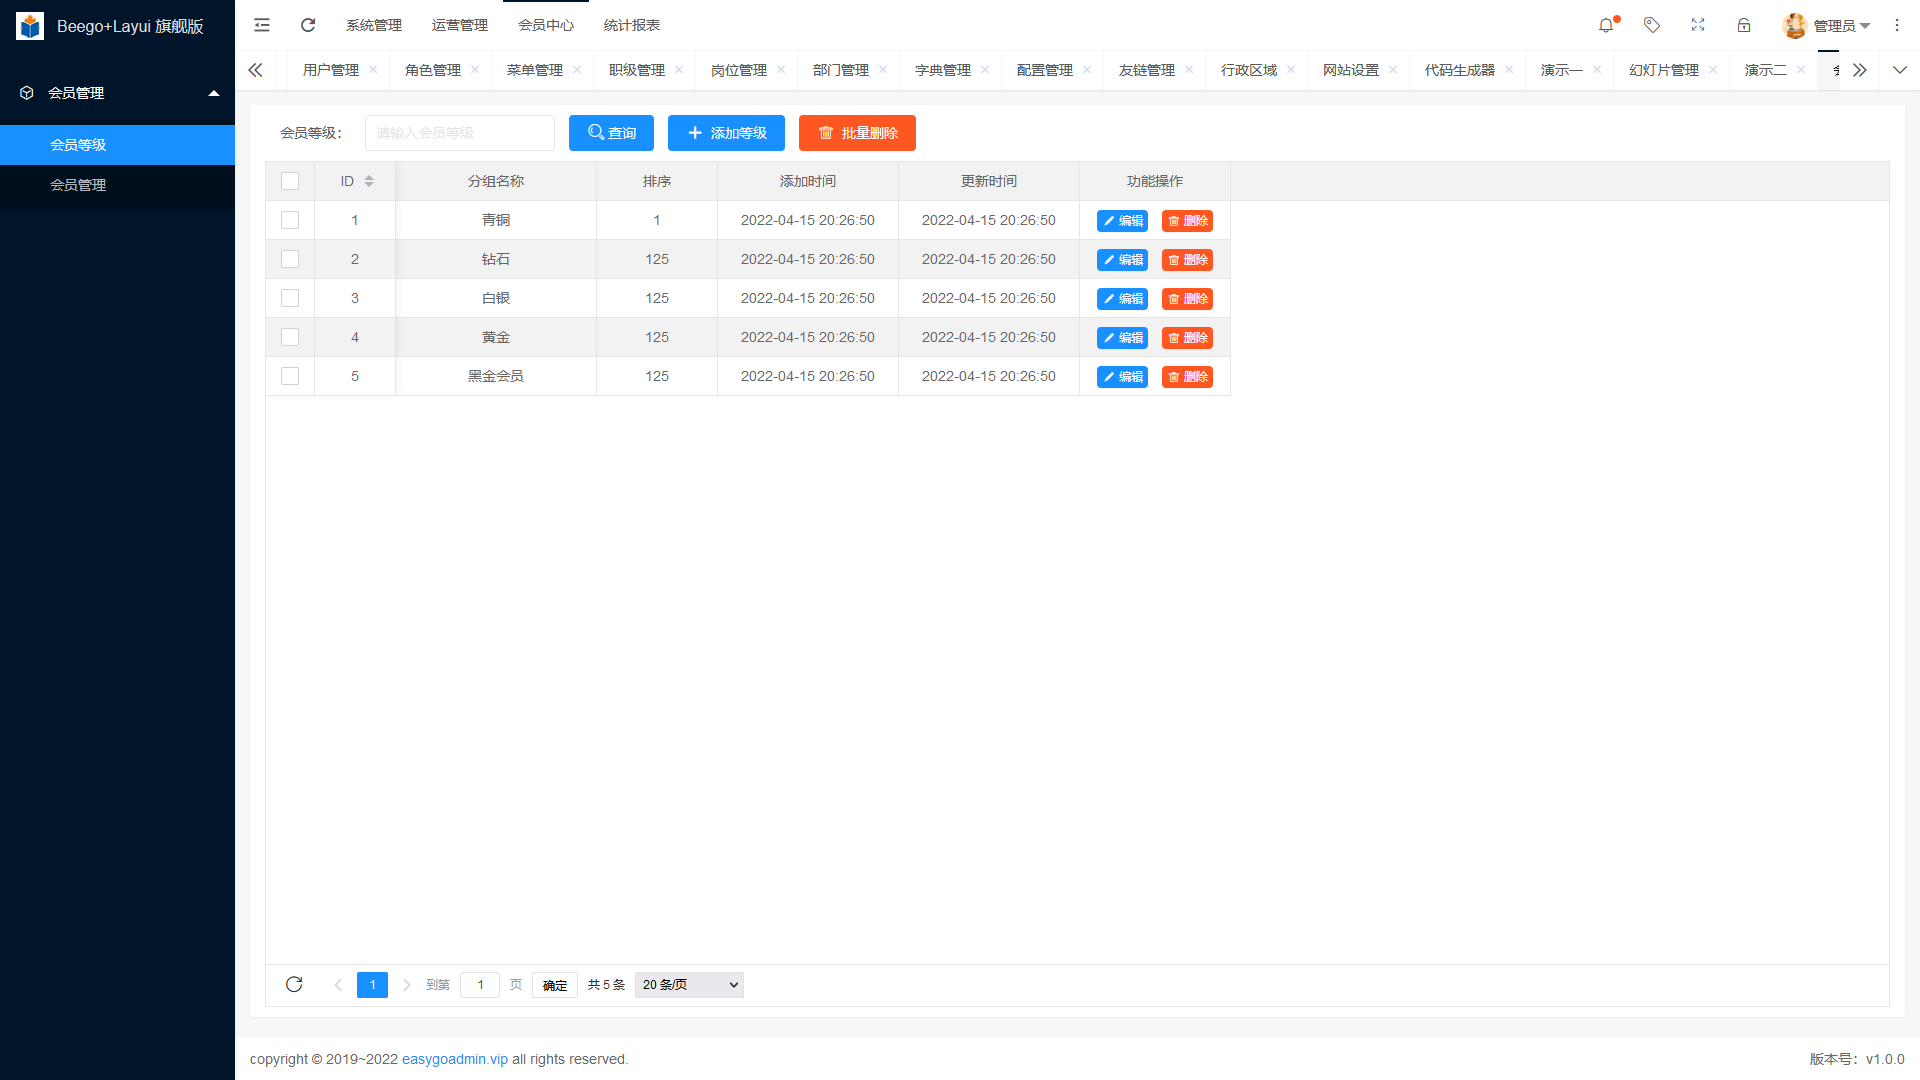 Beego+Layui 旗舰版
系统管理 运营管理 会员中心 统计报表
管理员
用户管理 角色管理 菜单管理 职级管理 岗位管理 部门管理 字典管理 配置管理 友链管理 行政区域 网站设置 代码生成器 演示一 幻灯片管理 演示二
会员管理
会员等级
会员管理
会员等级： 请输入会员等级 查询 添加等级 批量删除
ID 分组名称 排序 添加时间 更新时间 功能操作
1 青铜 1 2022-04-15 20:26:50 2022-04-15 20:26:50 编辑 删除
2 钻石 125 2022-04-15 20:26:50 2022-04-15 20:26:50 编辑 删除
3 白银 125 2022-04-15 20:26:50 2022-04-15 20:26:50 编辑 删除
4 黄金 125 2022-04-15 20:26:50 2022-04-15 20:26:50 编辑 删除
5 黑金会员 125 2022-04-15 20:26:50 2022-04-15 20:26:50 编辑 删除
1 到第 1 页 确定 共 5 条 20 条/页
copyright © 2019~2022 easygoadmin.vip all rights reserved.
版本号：v1.0.0